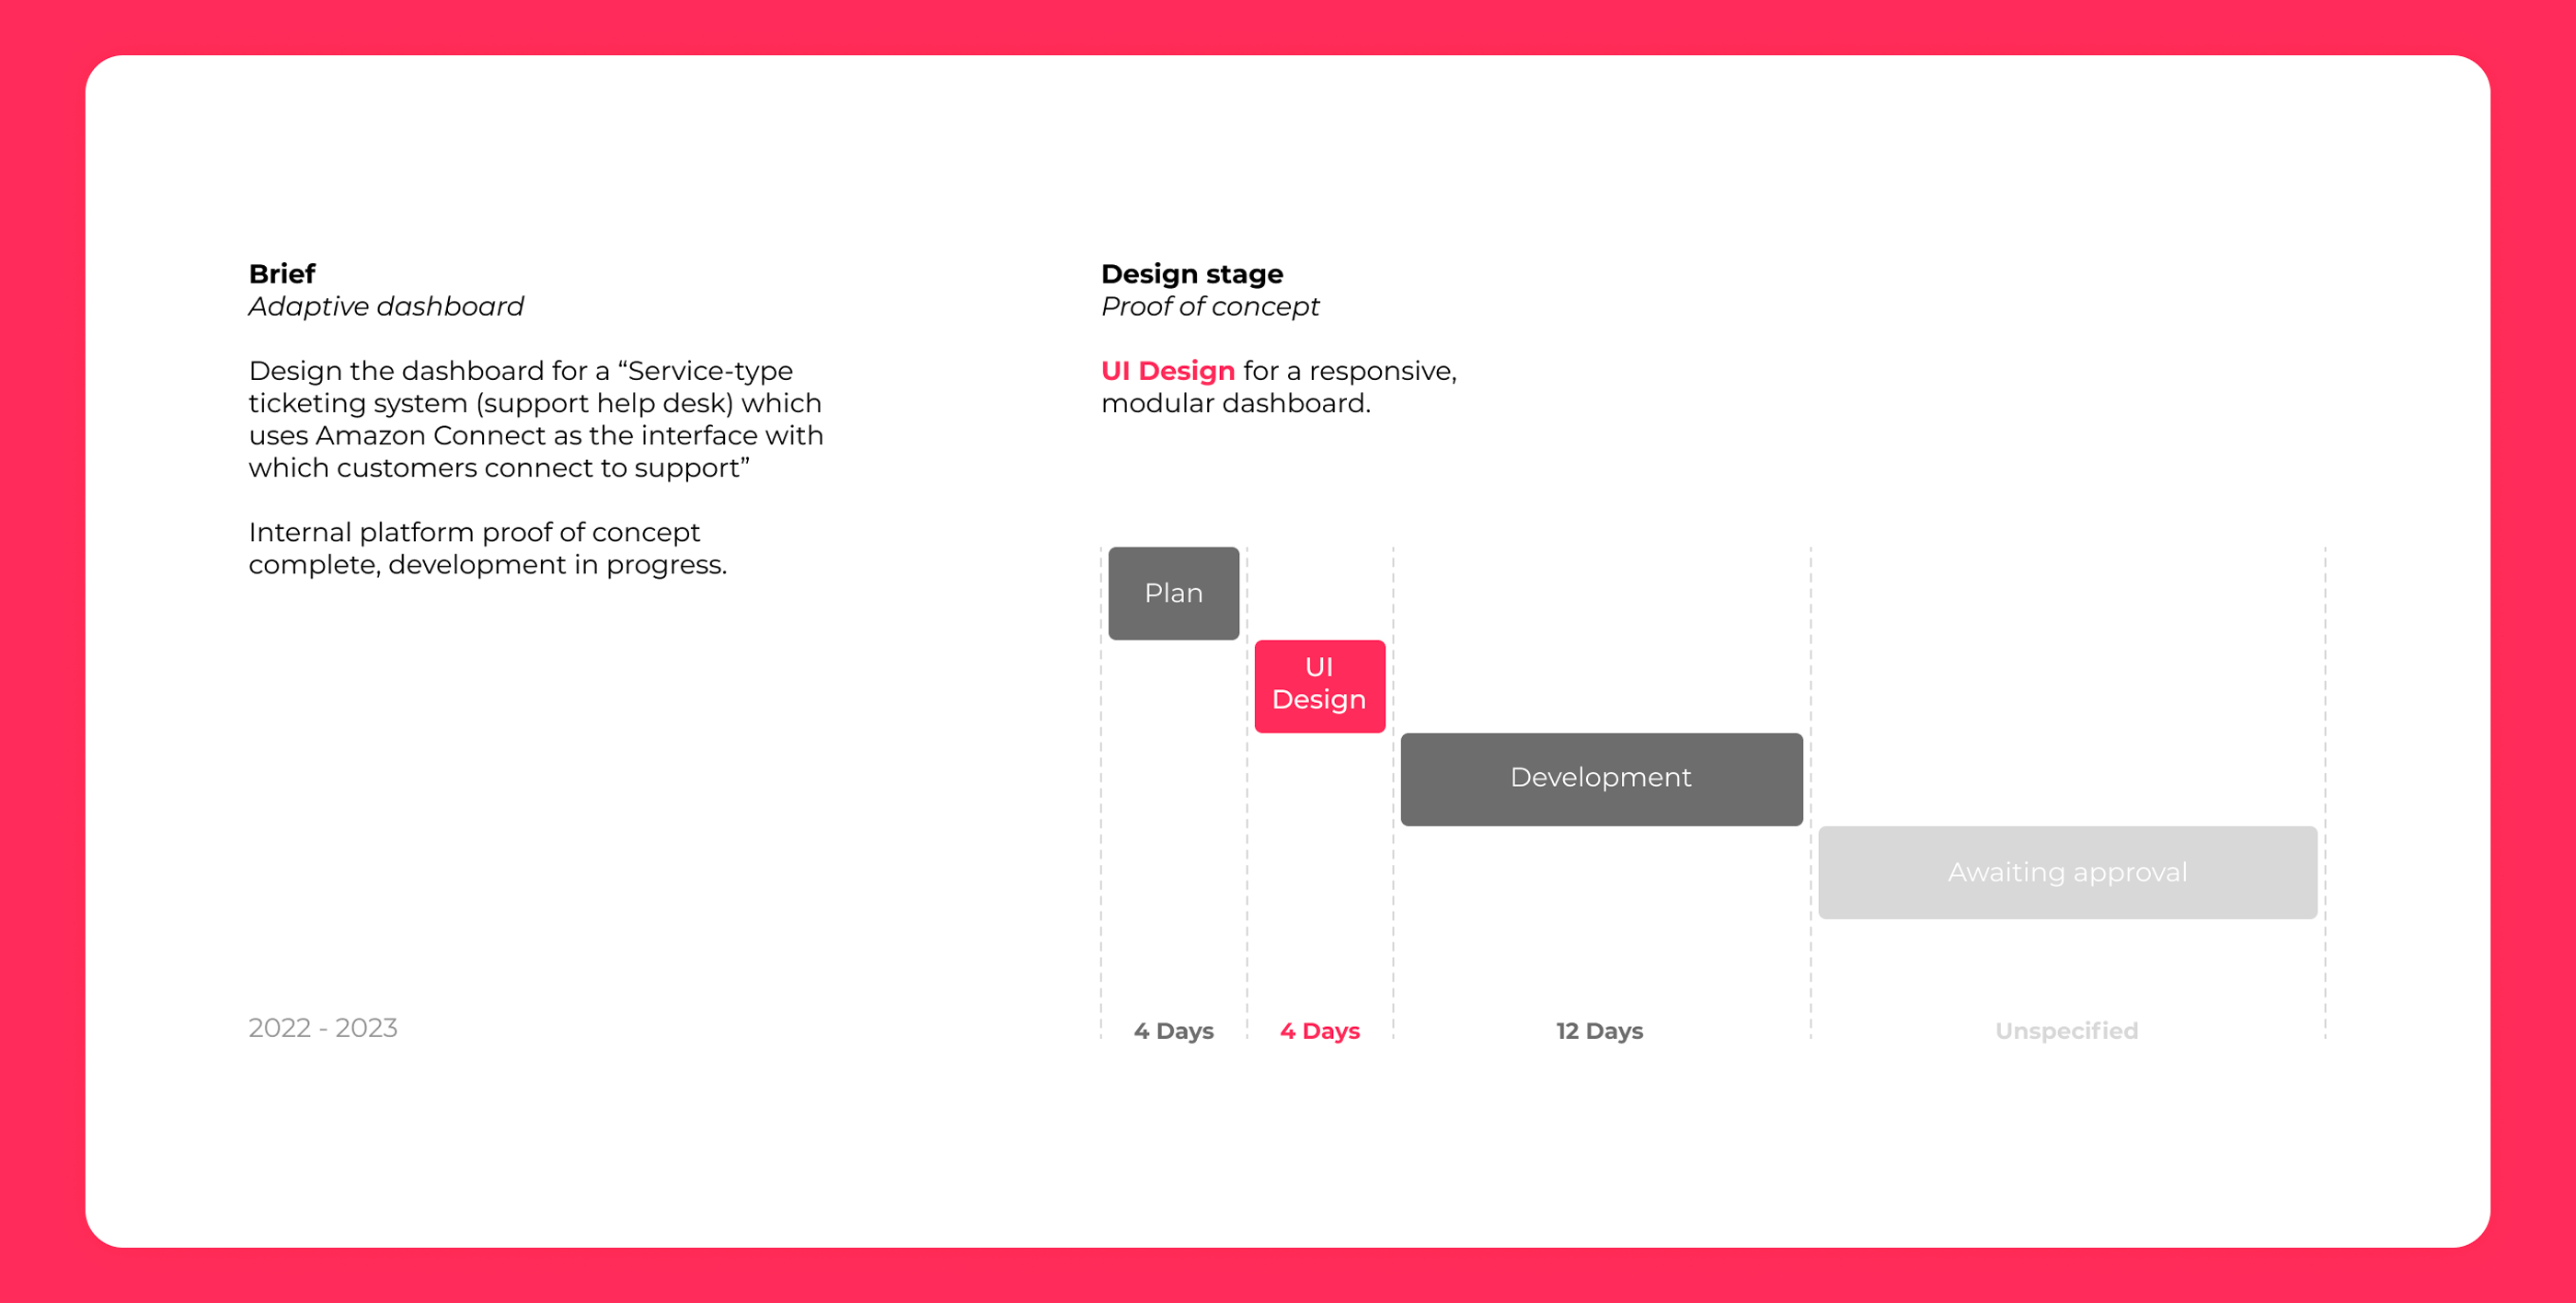 Brief
Adaptive dashboard
Design the dashboard for a “Service-type
ticketing system (support help desk) which
uses Amazon Connect as the interface with
which customers connect to support”
Internal platform proof of concept
complete, development in progress.
2022 - 2023
Design stage
Proof of concept
UI Design for a responsive,
modular dashboard.
Plan
UI
Design
Development
Awaiting approval
4 Days
4 Days
12 Days
Unspecified